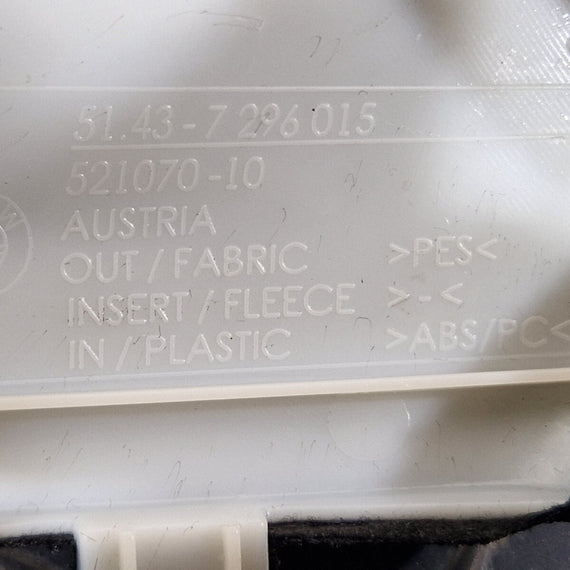 51.43 - 7 296 015
521070 -10
AUSTRIA
OUT / FABRIC >PES<
INSERT / FLEECE > - <
IN / PLASTIC >ABS/PC<